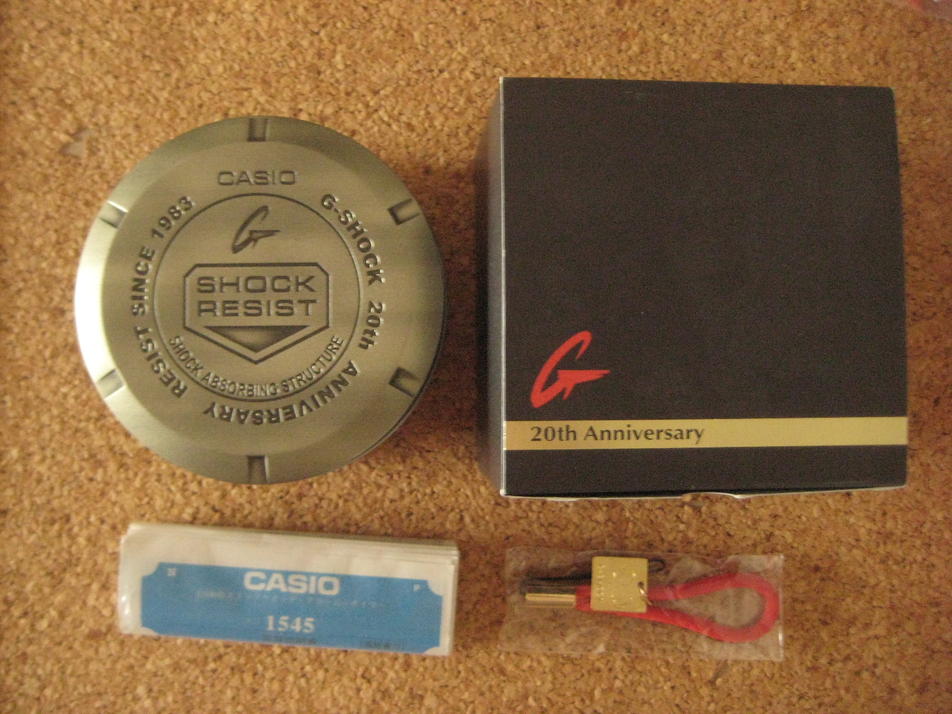 CASIO
RESIST SINCE 1983
G-SHOCK 20th ANNIVERSARY
G
SHOCK
RESIST
SHOCK ABSORBING STRUCTURE
G
20th Anniversary
N
P
CASIO
1545